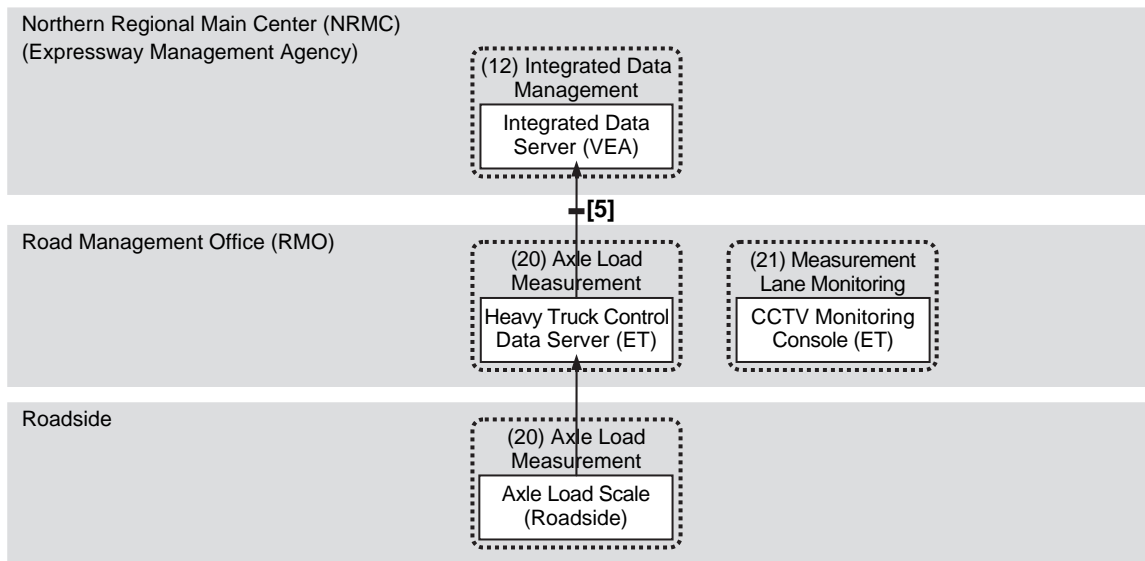 Northern Regional Main Center (NRMC)
(Expressway Management Agency)
(12) Integrated Data
Management
Integrated Data
Server (VEA)
[5]
Road Management Office (RMO)
(20) Axle Load
Measurement
Heavy Truck Control
Data Server (ET)
(21) Measurement
Lane Monitoring
CCTV Monitoring
Console (ET)
Roadside
(20) Axle Load
Measurement
Axle Load Scale
(Roadside)